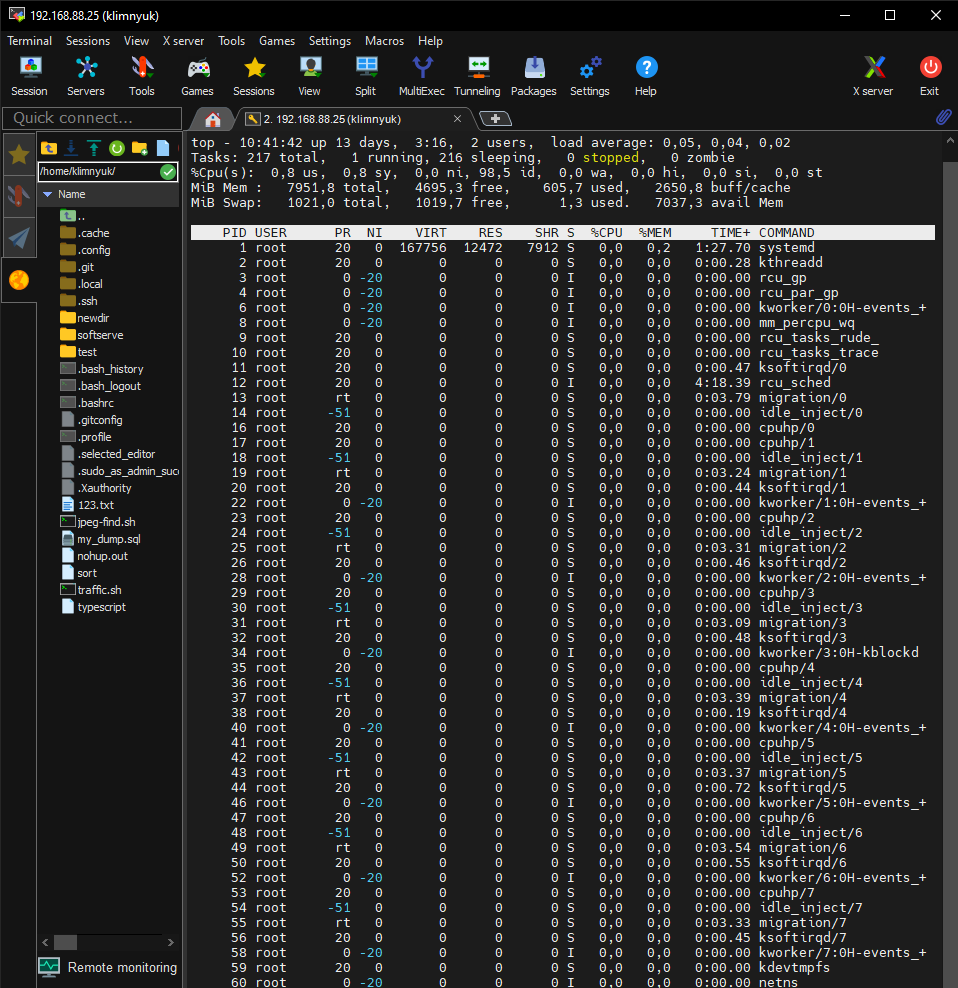 192.168.88.25 (klimnyuk)
Terminal Sessions View X server Tools Games Settings Macros Help
Session Servers Tools Games Sessions View Split MultiExec Tunneling Packages Settings Help X server Exit
Quick connect...
2. 192.168.88.25 (klimnyuk)
/home/klimnyuk/
Name
..
.cache
.config
.git
.local
.ssh
newdir
softserve
test
.bash_history
.bash_logout
.bashrc
.gitconfig
.profile
.selected_editor
.sudo_as_admin_succ
.Xauthority
123.txt
jpeg-find.sh
my_dump.sql
nohup.out
sort
traffic.sh
typescript
Remote monitoring
top - 10:41:42 up 13 days,  3:16,  2 users,  load average: 0,05, 0,04, 0,02
Tasks: 217 total,   1 running, 216 sleeping,   0 stopped,   0 zombie
%Cpu(s):  0,8 us,  0,8 sy,  0,0 ni, 98,5 id,  0,0 wa,  0,0 hi,  0,0 si,  0,0 st
MiB Mem :   7951,8 total,   4695,3 free,    605,7 used,   2650,8 buff/cache
MiB Swap:   1021,0 total,   1019,7 free,      1,3 used.   7037,3 avail Mem
PID USER PR NI VIRT RES SHR S %CPU %MEM TIME+ COMMAND
1 root 20 0 167756 12472 7912 S 0,0 0,2 1:27.70 systemd
2 root 20 0 0 0 0 S 0,0 0,0 0:00.28 kthreadd
3 root 0 -20 0 0 0 I 0,0 0,0 0:00.00 rcu_gp
4 root 0 -20 0 0 0 I 0,0 0,0 0:00.00 rcu_par_gp
6 root 0 -20 0 0 0 I 0,0 0,0 0:00.00 kworker/0:0H-events_+
8 root 0 -20 0 0 0 I 0,0 0,0 0:00.00 mm_percpu_wq
9 root 20 0 0 0 0 S 0,0 0,0 0:00.00 rcu_tasks_rude_
10 root 20 0 0 0 0 S 0,0 0,0 0:00.00 rcu_tasks_trace
11 root 20 0 0 0 0 S 0,0 0,0 0:00.47 ksoftirqd/0
12 root 20 0 0 0 0 I 0,0 0,0 4:18.39 rcu_sched
13 root rt 0 0 0 0 S 0,0 0,0 0:03.79 migration/0
14 root -51 0 0 0 0 S 0,0 0,0 0:00.00 idle_inject/0
16 root 20 0 0 0 0 S 0,0 0,0 0:00.00 cpuhp/0
17 root 20 0 0 0 0 S 0,0 0,0 0:00.00 cpuhp/1
18 root -51 0 0 0 0 S 0,0 0,0 0:00.00 idle_inject/1
19 root rt 0 0 0 0 S 0,0 0,0 0:03.24 migration/1
20 root 20 0 0 0 0 S 0,0 0,0 0:00.44 ksoftirqd/1
22 root 0 -20 0 0 0 I 0,0 0,0 0:00.00 kworker/1:0H-events_+
23 root 20 0 0 0 0 S 0,0 0,0 0:00.00 cpuhp/2
24 root -51 0 0 0 0 S 0,0 0,0 0:00.00 idle_inject/2
25 root rt 0 0 0 0 S 0,0 0,0 0:03.31 migration/2
26 root 20 0 0 0 0 S 0,0 0,0 0:00.46 ksoftirqd/2
28 root 0 -20 0 0 0 I 0,0 0,0 0:00.00 kworker/2:0H-events_+
29 root 20 0 0 0 0 S 0,0 0,0 0:00.00 cpuhp/3
30 root -51 0 0 0 0 S 0,0 0,0 0:00.00 idle_inject/3
31 root rt 0 0 0 0 S 0,0 0,0 0:03.09 migration/3
32 root 20 0 0 0 0 S 0,0 0,0 0:00.48 ksoftirqd/3
34 root 0 -20 0 0 0 I 0,0 0,0 0:00.00 kworker/3:0H-kblockd
35 root 20 0 0 0 0 S 0,0 0,0 0:00.00 cpuhp/4
36 root -51 0 0 0 0 S 0,0 0,0 0:00.00 idle_inject/4
37 root rt 0 0 0 0 S 0,0 0,0 0:03.39 migration/4
38 root 20 0 0 0 0 S 0,0 0,0 0:00.19 ksoftirqd/4
40 root 0 -20 0 0 0 I 0,0 0,0 0:00.00 kworker/4:0H-events_+
41 root 20 0 0 0 0 S 0,0 0,0 0:00.00 cpuhp/5
42 root -51 0 0 0 0 S 0,0 0,0 0:00.00 idle_inject/5
43 root rt 0 0 0 0 S 0,0 0,0 0:03.37 migration/5
44 root 20 0 0 0 0 S 0,0 0,0 0:00.72 ksoftirqd/5
46 root 0 -20 0 0 0 I 0,0 0,0 0:00.00 kworker/5:0H-events_+
47 root 20 0 0 0 0 S 0,0 0,0 0:00.00 cpuhp/6
48 root -51 0 0 0 0 S 0,0 0,0 0:00.00 idle_inject/6
49 root rt 0 0 0 0 S 0,0 0,0 0:03.54 migration/6
50 root 20 0 0 0 0 S 0,0 0,0 0:00.55 ksoftirqd/6
52 root 0 -20 0 0 0 I 0,0 0,0 0:00.00 kworker/6:0H-events_+
53 root 20 0 0 0 0 S 0,0 0,0 0:00.00 cpuhp/7
54 root -51 0 0 0 0 S 0,0 0,0 0:00.00 idle_inject/7
55 root rt 0 0 0 0 S 0,0 0,0 0:03.33 migration/7
56 root 20 0 0 0 0 S 0,0 0,0 0:00.45 ksoftirqd/7
58 root 0 -20 0 0 0 I 0,0 0,0 0:00.00 kworker/7:0H-events_+
59 root 20 0 0 0 0 S 0,0 0,0 0:00.00 kdevtmpfs
60 root 0 -20 0 0 0 I 0,0 0,0 0:00.00 netns